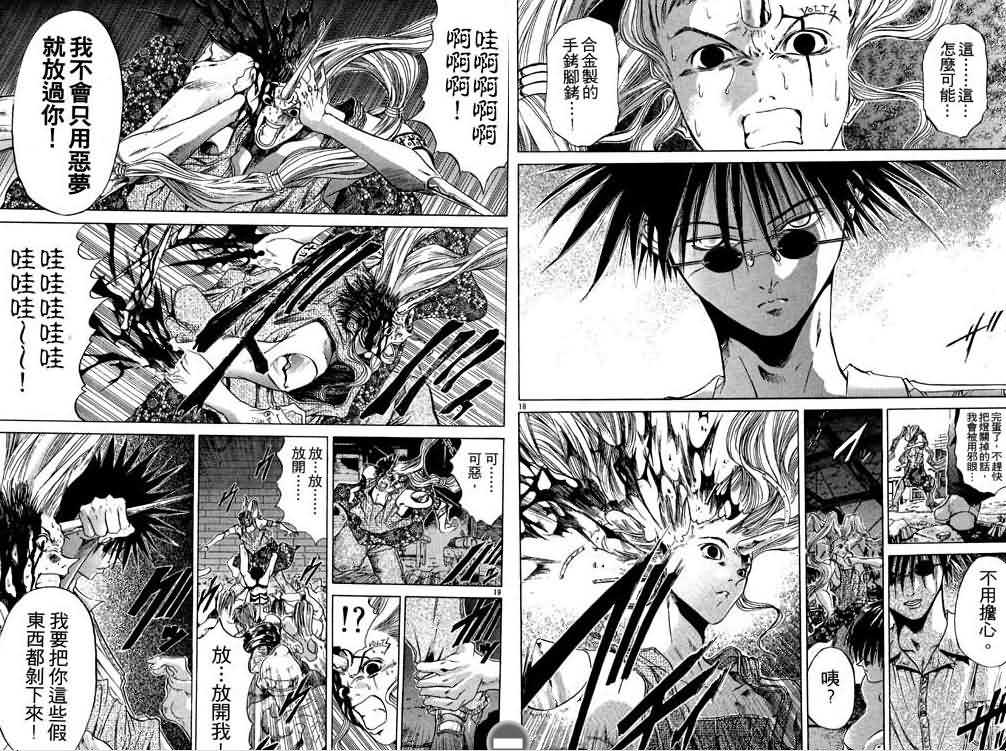 這……這…
怎麼可能…
VOLTS
合金製的
手銬腳銬…
18
完蛋了，不趕快
把燈關掉的話
我會被用邪眼…
不用擔心。
咦？
哇啊啊啊啊
啊啊啊啊！
我不會只用惡夢
就放過你！
哇哇哇哇哇
哇哇哇～～！
可……
可惡。
19
!?
放…放…
放開…
放…放開我！
我要把你這些假
東西都剝下來！